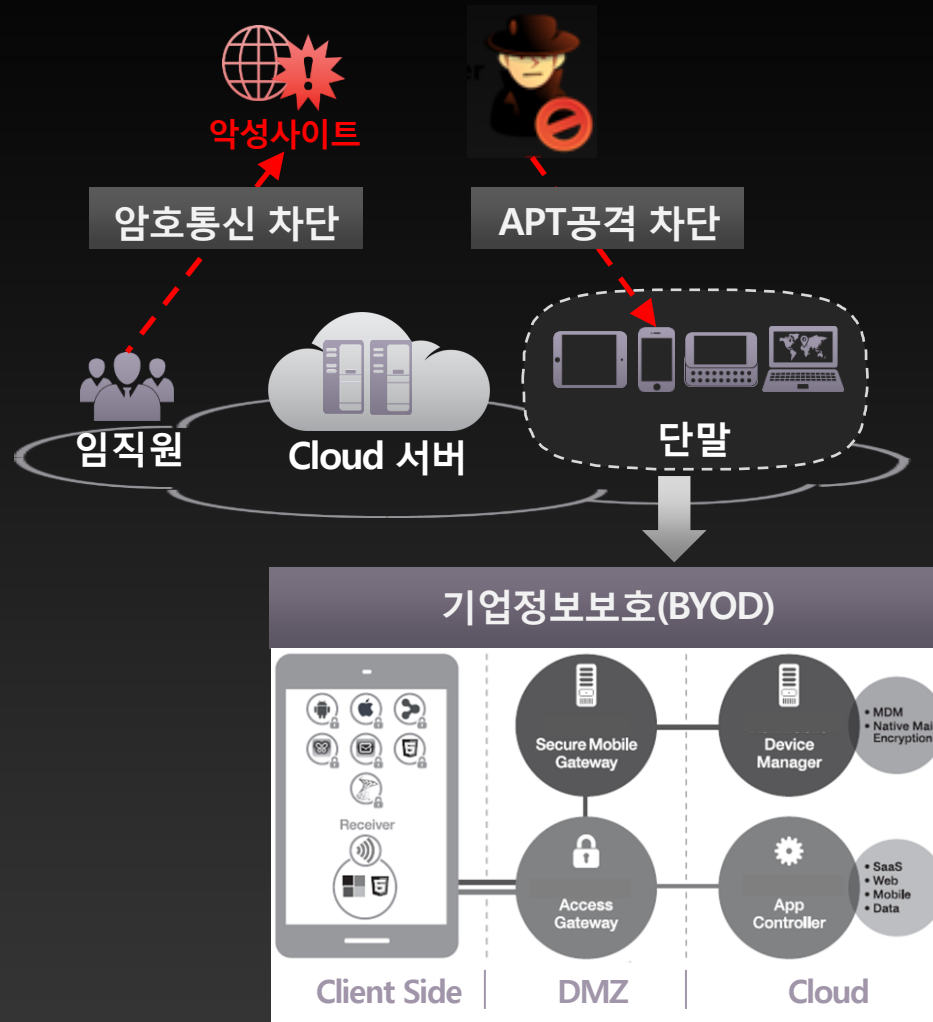 악성사이트
암호통신 차단
APT공격 차단
임직원
Cloud 서버
단말
기업정보보호(BYOD)
Receiver
Secure Mobile
Gateway
Device
Manager
• MDM
• Native Mai
Encryption
Access
Gateway
App
Controller
• SaaS
• Web
• Mobile
• Data
Client Side
DMZ
Cloud